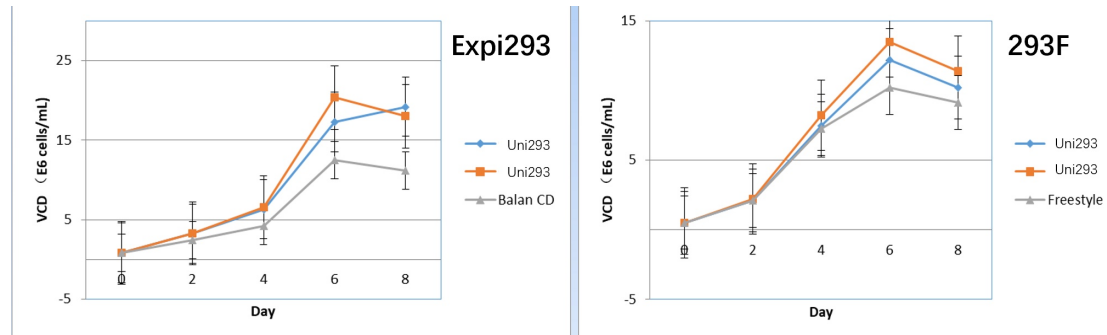 Expi293
25
15
5
-5
VCD （E6 cells/mL)
0
2
4
6
8
Day
Uni293
Uni293
Balan CD
293F
15
5
-5
VCD （E6 cells/mL)
0
2
4
6
8
Day
Uni293
Uni293
Freestyle